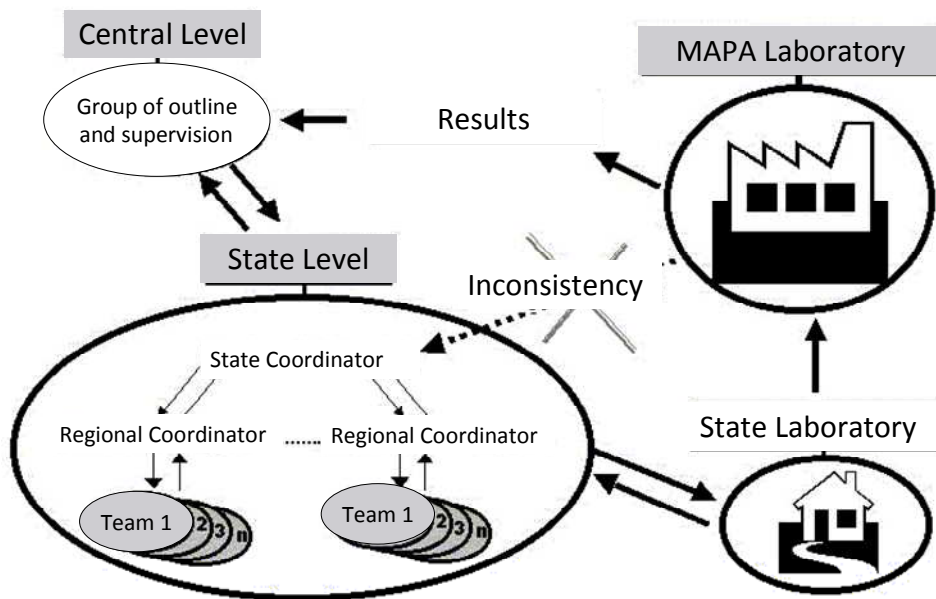 Central Level
MAPA Laboratory
Group of outline
and supervision
Results
State Level
Inconsistency
State Coordinator
Regional Coordinator ...... Regional Coordinator
State Laboratory
Team 1 2 3 n
Team 1 2 3 n